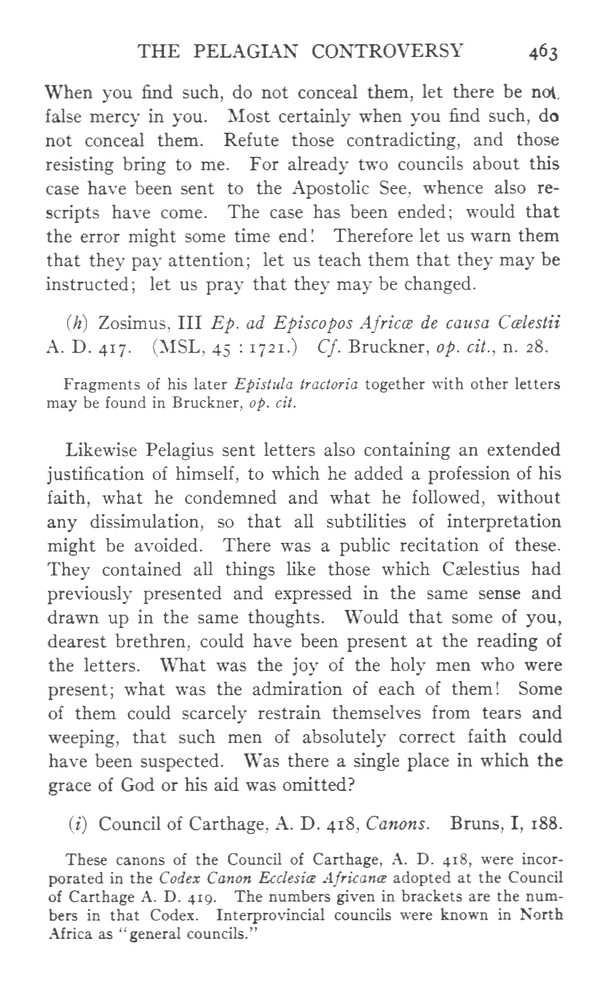 THE PELAGIAN CONTROVERSY 463
When you find such, do not conceal them, let there be not
false mercy in you. Most certainly when you find such, do
not conceal them. Refute those contradicting, and those
resisting bring to me. For already two councils about this
case have been sent to the Apostolic See, whence also re-
scripts have come. The case has been ended; would that
the error might some time end! Therefore let us warn them
that they pay attention; let us teach them that they may be
instructed; let us pray that they may be changed.
(h) Zosimus, III Ep. ad Episcopos Africæ de causa Cælestii
A. D. 417. (MSL, 45 : 1721.) Cf. Bruckner, op. cit., n. 28.
Fragments of his later Epistula tractoria together with other letters
may be found in Bruckner, op. cit.
Likewise Pelagius sent letters also containing an extended
justification of himself, to which he added a profession of his
faith, what he condemned and what he followed, without
any dissimulation, so that all subtilities of interpretation
might be avoided. There was a public recitation of these.
They contained all things like those which Cælestius had
previously presented and expressed in the same sense and
drawn up in the same thoughts. Would that some of you,
dearest brethren, could have been present at the reading of
the letters. What was the joy of the holy men who were
present; what was the admiration of each of them! Some
of them could scarcely restrain themselves from tears and
weeping, that such men of absolutely correct faith could
have been suspected. Was there a single place in which the
grace of God or his aid was omitted?
(i) Council of Carthage, A. D. 418, Canons. Bruns, I, 188.
These canons of the Council of Carthage, A. D. 418, were incor-
porated in the Codex Canon Ecclesiæ Africanæ adopted at the Council
of Carthage A. D. 419. The numbers given in brackets are the num-
bers in that Codex. Interprovincial councils were known in North
Africa as "general councils."